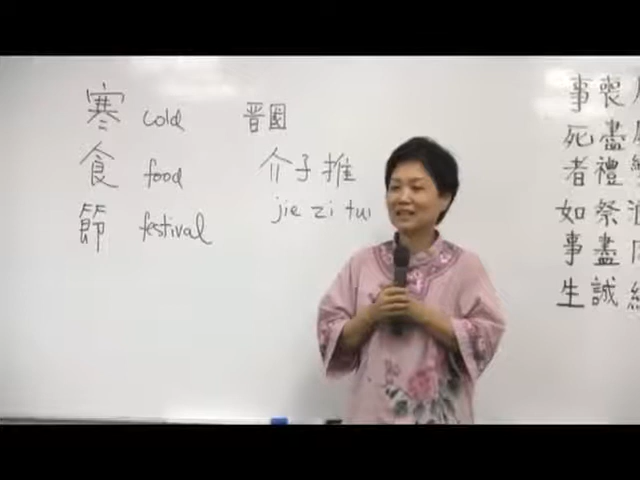 寒 cold 晋國
食 food 介子推
節 festival jie zi tui
喪盡禮祭盡誠
事死者如事生